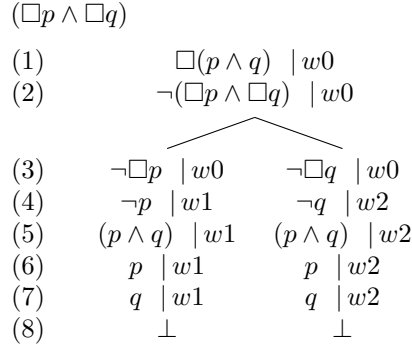 (□p ∧ □q)
(1) □(p ∧ q) | w0
(2) ¬(□p ∧ □q) | w0
(3) ¬□p | w0 ¬□q | w0
(4) ¬p | w1 ¬q | w2
(5) (p ∧ q) | w1 (p ∧ q) | w2
(6) p | w1 p | w2
(7) q | w1 q | w2
(8) ⊥ ⊥